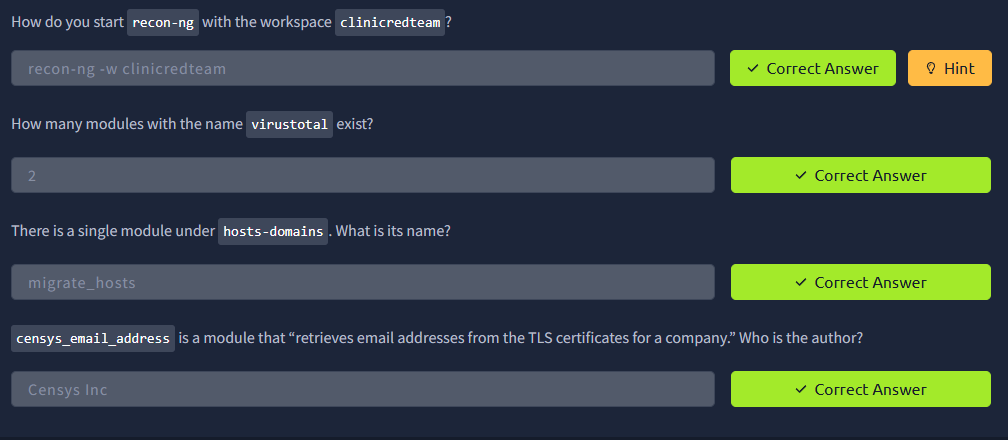 How do you start recon-ng with the workspace clinicredteam?
recon-ng -w clinicredteam
Correct Answer
Hint
How many modules with the name virustotal exist?
2
Correct Answer
There is a single module under hosts-domains. What is its name?
migrate_hosts
Correct Answer
censys_email_address is a module that “retrieves email addresses from the TLS certificates for a company.” Who is the author?
Censys Inc
Correct Answer